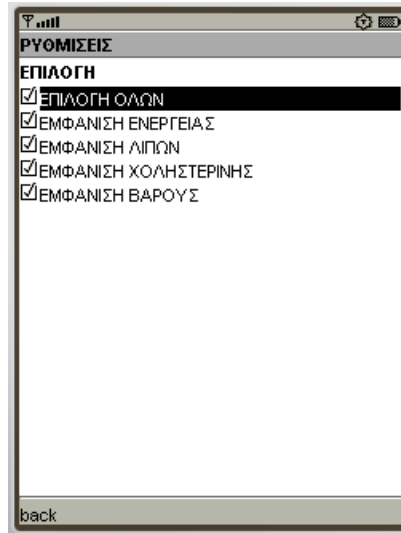 ΡΥΘΜΙΣΕΙΣ
ΕΠΙΛΟΓΗ
ΕΠΙΛΟΓΗ ΟΛΩΝ
ΕΜΦΑΝΙΣΗ ΕΝΕΡΓΕΙΑΣ
ΕΜΦΑΝΙΣΗ ΛΙΠΩΝ
ΕΜΦΑΝΙΣΗ ΧΟΛΗΣΤΕΡΙΝΗΣ
ΕΜΦΑΝΙΣΗ ΒΑΡΟΥΣ
back